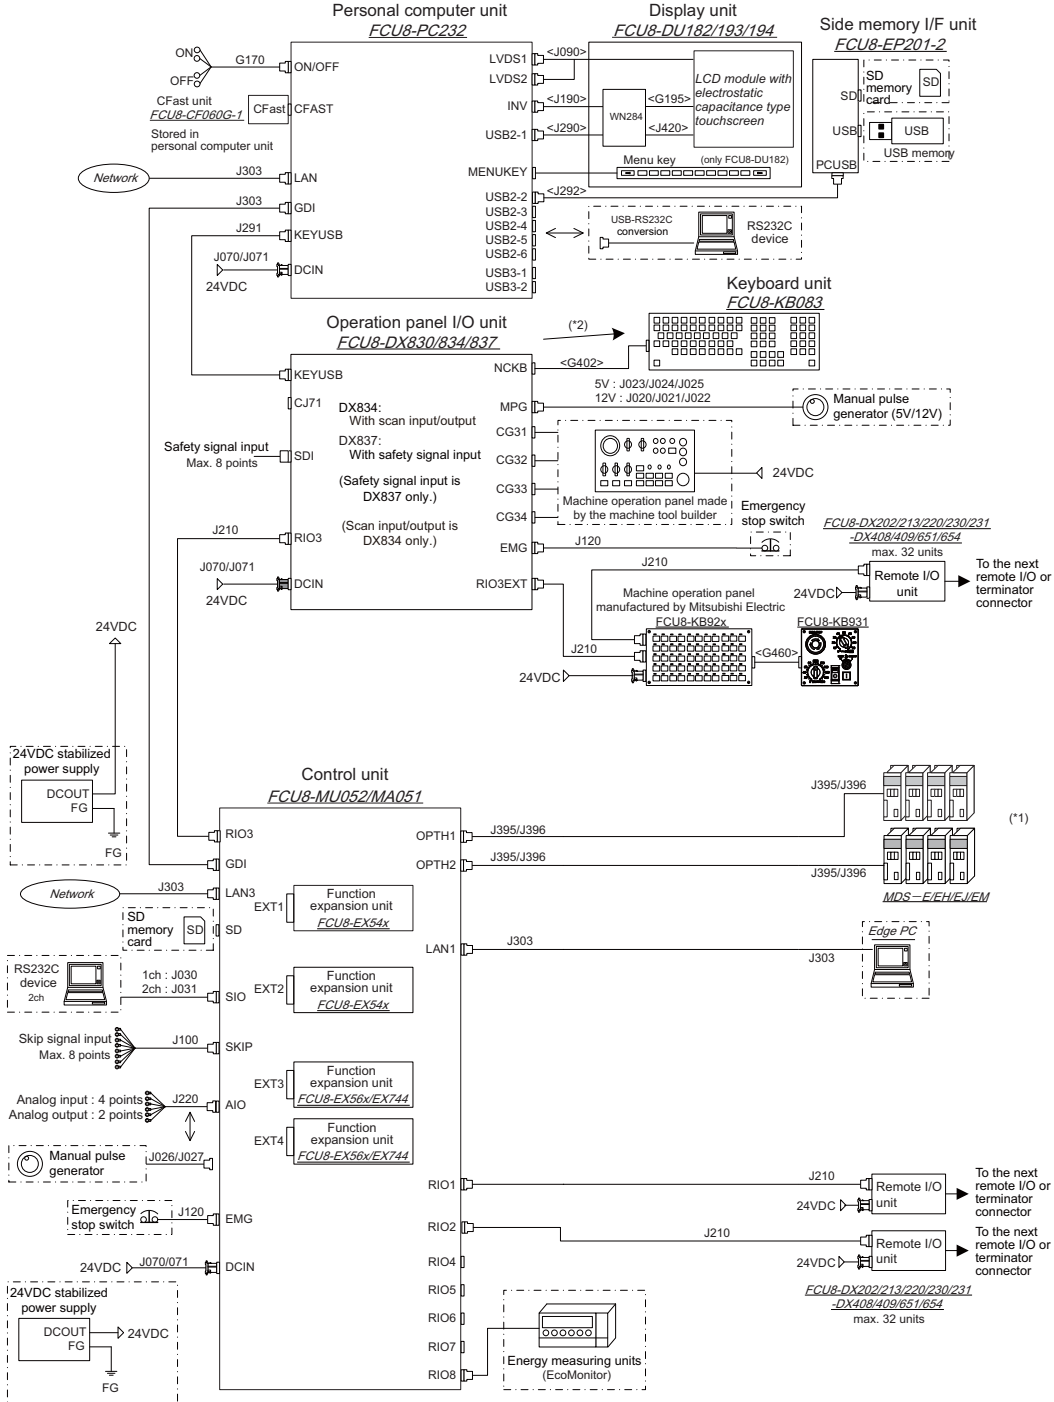 Personal computer unit
FCU8-PC232
Display unit
FCU8-DU182/193/194
Side memory I/F unit
FCU8-EP201-2
ON
OFF
G170
ON/OFF
CFast unit
FCU8-CF060G-1
CFast
CFAST
Stored in
personal computer unit
Network
J303
LAN
J303
GDI
J291
KEYUSB
J070/J071
24VDC
DCIN
LVDS1
LVDS2
INV
USB2-1
MENUKEY
USB2-2
USB2-3
USB2-4
USB2-5
USB2-6
USB3-1
USB3-2
<J090>
<J190>
<J290>
<J292>
WN284
<G195>
<J420>
LCD module with
electrostatic
capacitance type
touchscreen
Menu key
(only FCU8-DU182)
SD
USB
PCUSB
SD
memory
card
SD
USB
USB memory
USB-RS232C
conversion
RS232C
device
Operation panel I/O unit
FCU8-DX830/834/837
(*2)
Keyboard unit
FCU8-KB083
KEYUSB
CJ71
Safety signal input
Max. 8 points
SDI
J210
RIO3
J070/J071
24VDC
DCIN
DX834:
With scan input/output
DX837:
With safety signal input
(Safety signal input is
DX837 only.)
(Scan input/output is
DX834 only.)
NCKB
MPG
CG31
CG32
CG33
CG34
EMG
RIO3EXT
<G402>
5V : J023/J024/J025
12V : J020/J021/J022
Manual pulse
generator (5V/12V)
Machine operation panel made
by the machine tool builder
24VDC
Emergency
stop switch
J120
J210
FCU8-DX202/213/220/230/231
-DX408/409/651/654
max. 32 units
Remote I/O
unit
24VDC
To the next
remote I/O or
terminator
connector
Machine operation panel
manufactured by Mitsubishi Electric
FCU8-KB92x
FCU8-KB931
J210
<G460>
24VDC
24VDC
24VDC stabilized
power supply
DCOUT
FG
FG
Control unit
FCU8-MU052/MA051
RIO3
GDI
Network
J303
LAN3
SD
memory
card
SD
SD
RS232C
device
2ch
1ch : J030
2ch : J031
SIO
Skip signal input
Max. 8 points
J100
SKIP
Analog input : 4 points
Analog output : 2 points
J220
AIO
Manual pulse
generator
J026/J027
Emergency
stop switch
J120
EMG
24VDC
J070/071
DCIN
24VDC stabilized
power supply
DCOUT
24VDC
FG
FG
EXT1
Function
expansion unit
FCU8-EX54x
EXT2
Function
expansion unit
FCU8-EX54x
EXT3
Function
expansion unit
FCU8-EX56x/EX744
EXT4
Function
expansion unit
FCU8-EX56x/EX744
OPTH1
OPTH2
LAN1
RIO1
RIO2
RIO4
RIO5
RIO6
RIO7
RIO8
J395/J396
J395/J396
J395/J396
J395/J396
(*1)
MDS－E/EH/EJ/EM
J303
J303
Edge PC
J210
Remote I/O
unit
24VDC
To the next
remote I/O or
terminator
connector
J210
Remote I/O
unit
24VDC
To the next
remote I/O or
terminator
connector
FCU8-DX202/213/220/230/231
-DX408/409/651/654
max. 32 units
Energy measuring units
(EcoMonitor)